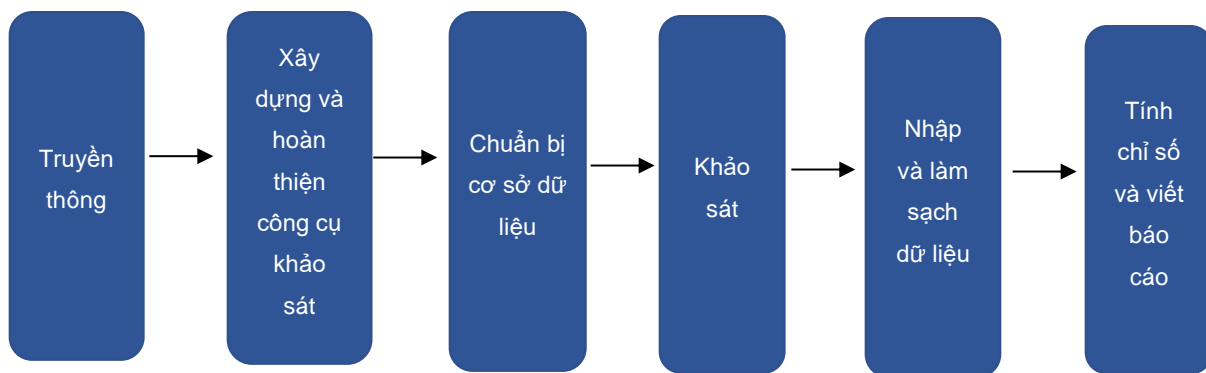 Truyền
thông
Xây
dựng và
hoàn
thiện
công cụ
khảo
sát
Chuẩn bị
cơ sở dữ
liệu
Khảo
sát
Nhập
và làm
sạch
dữ liệu
Tính
chỉ số
và viết
báo
cáo